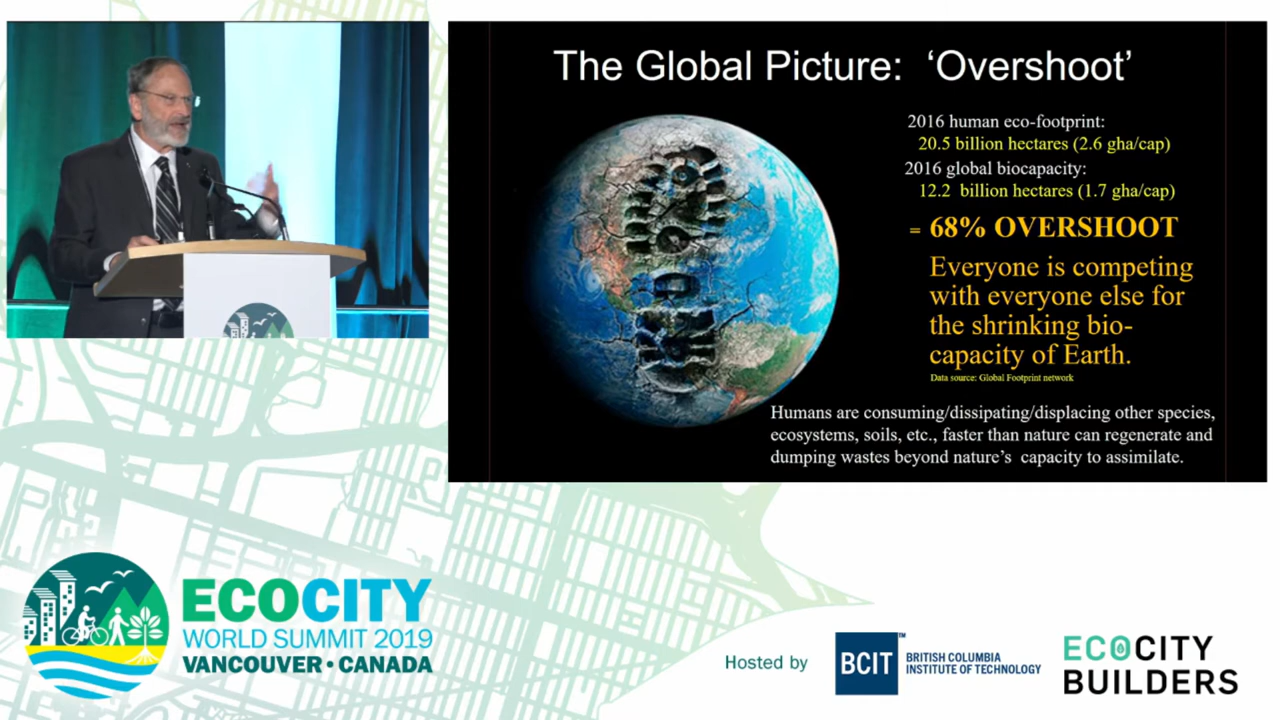 The Global Picture: ‘Overshoot’
2016 human eco-footprint:
20.5 billion hectares (2.6 gha/cap)
2016 global biocapacity:
12.2 billion hectares (1.7 gha/cap)
= 68% OVERSHOOT
Everyone is competing
with everyone else for
the shrinking bio-
capacity of Earth.
Data source: Global Footprint network
Humans are consuming/dissipating/displacing other species,
ecosystems, soils, etc., faster than nature can regenerate and
dumping wastes beyond nature’s capacity to assimilate.
ECOCITY
WORLD SUMMIT 2019
VANCOUVER • CANADA
Hosted by
BCIT™
BRITISH COLUMBIA
INSTITUTE OF TECHNOLOGY
ECOCITY
BUILDERS